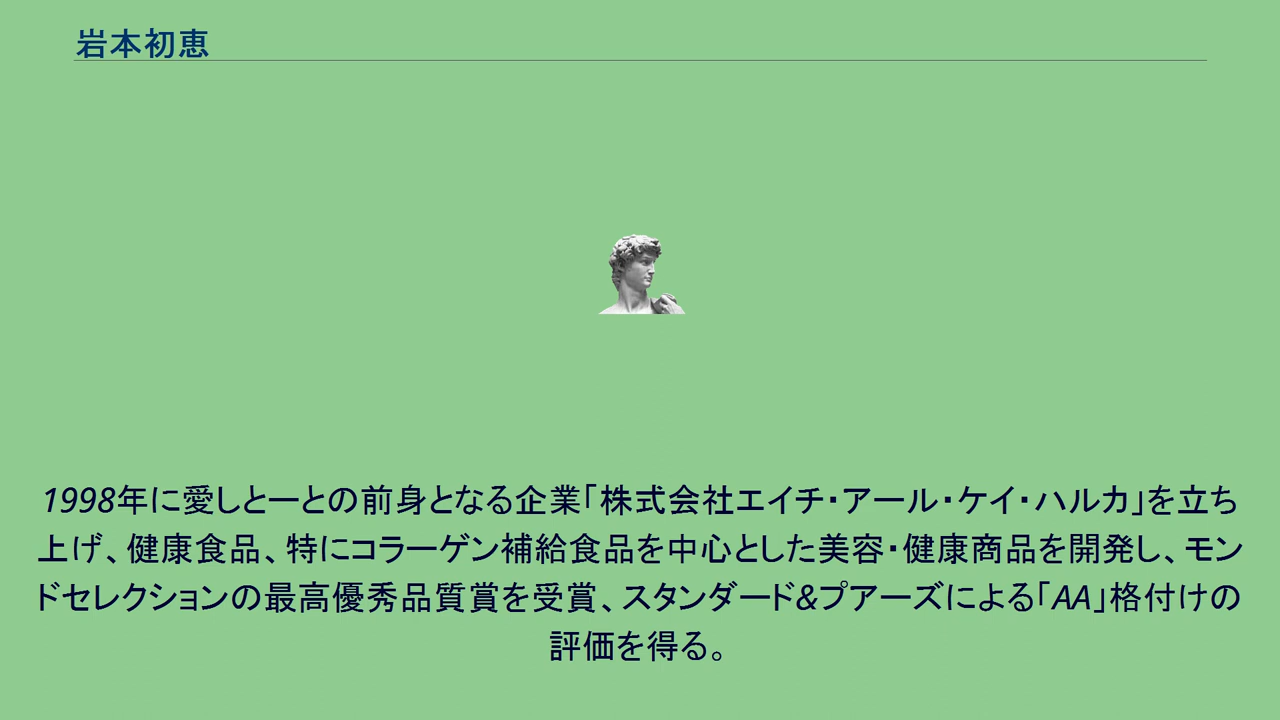 岩本初恵
1998年に愛しとーとの前身となる企業「株式会社エイチ・アール・ケイ・ハルカ」を立ち
上げ、健康食品、特にコラーゲン補給食品を中心とした美容・健康商品を開発し、モン
ドセレクションの最高優秀品質賞を受賞、スタンダード&プアーズによる「AA」格付けの
評価を得る。